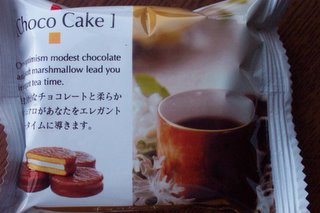 [Choco Cake]
modest chocolate
marshmallow lead you
tea time.
なチョコレートと柔らか
ロがあなたをエレガント
タイムに導きます。